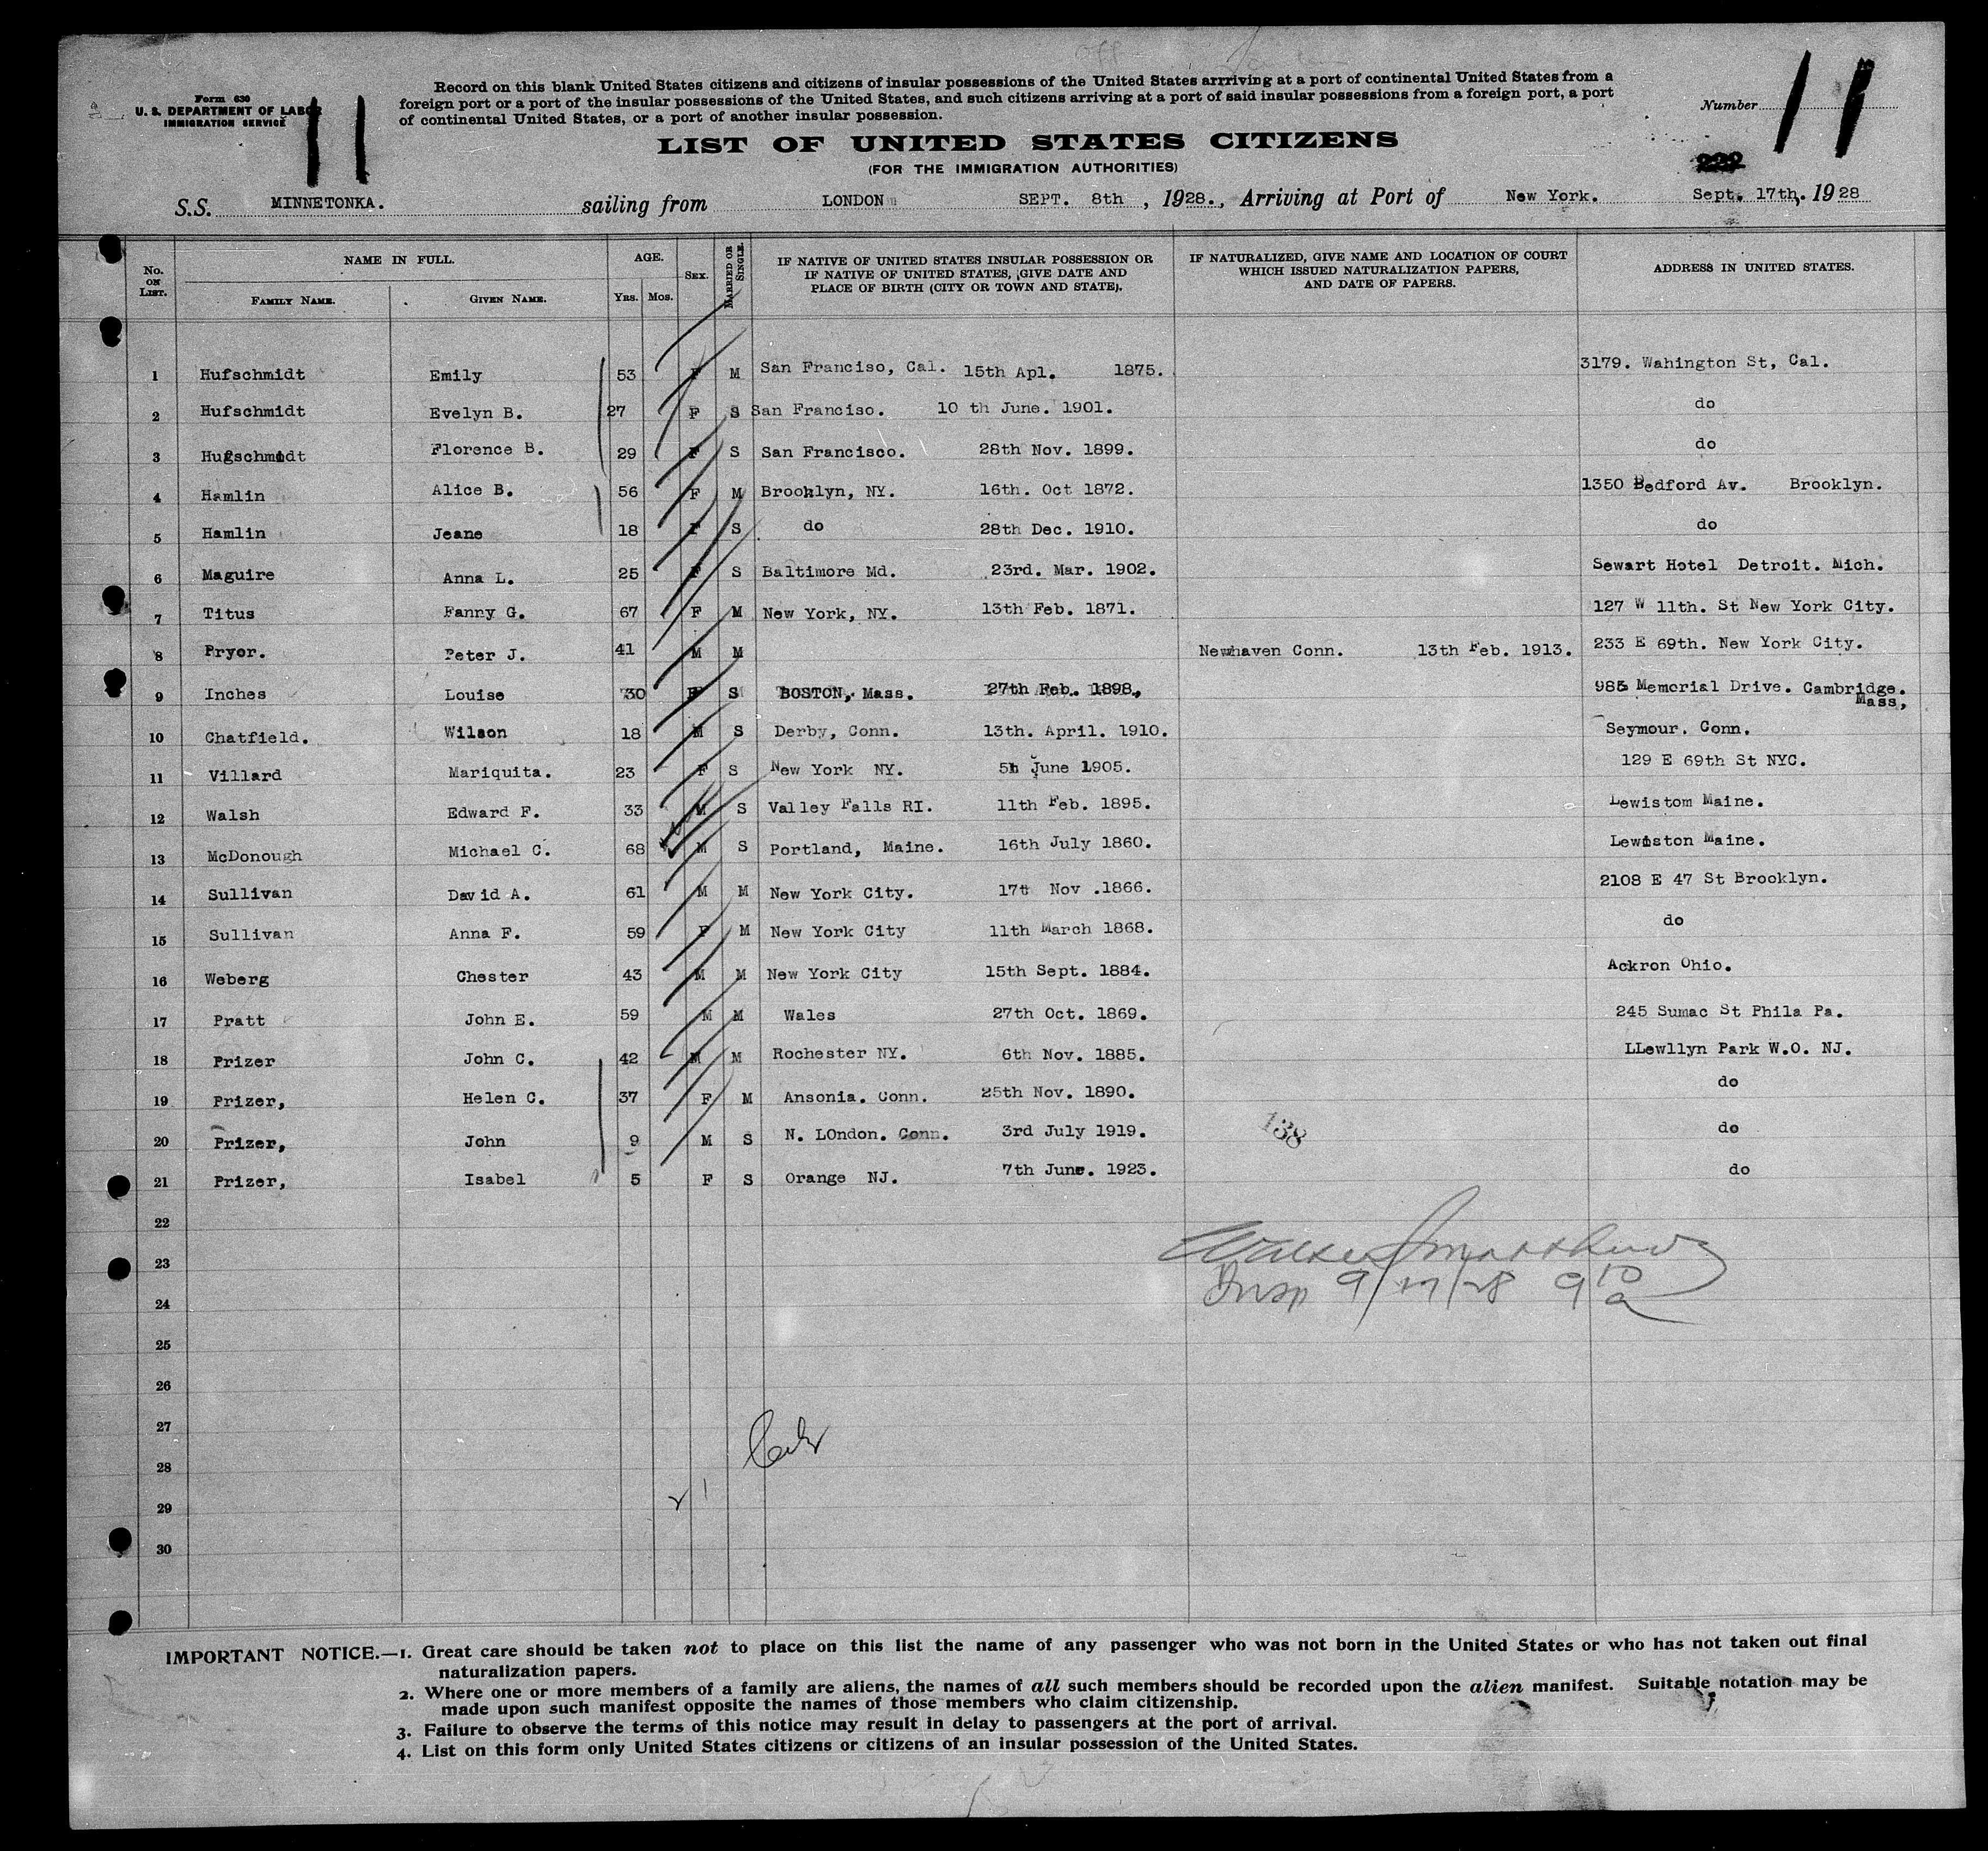 Form 630
U. S. DEPARTMENT OF LABOR
IMMIGRATION SERVICE
11
Record on this blank United States citizens and citizens of insular possessions of the United States arrriving at a port of continental United States from a
foreign port or a port of the insular possessions of the United States, and such citizens arriving at a port of said insular possessions from a foreign port, a port
of continental United States, or a port of another insular possession.
Number 11
LIST OF UNITED STATES CITIZENS
(FOR THE IMMIGRATION AUTHORITIES)
S.S. MINNETONKA. sailing from LONDON SEPT. 8th, 1928., Arriving at Port of New York. Sept. 17th,. 1928
No. ON LIST. NAME IN FULL. FAMILY NAME. GIVEN NAME. AGE. YRS. MOS. SEX. MARRIED OR SINGLE. IF NATIVE OF UNITED STATES INSULAR POSSESSION OR IF NATIVE OF UNITED STATES, GIVE DATE AND PLACE OF BIRTH (CITY OR TOWN AND STATE). IF NATURALIZED, GIVE NAME AND LOCATION OF COURT WHICH ISSUED NATURALIZATION PAPERS, AND DATE OF PAPERS. ADDRESS IN UNITED STATES.
1 Hufschmidt Emily 53 F M San Franciso, Cal. 15th Apl. 1875. 3179. Wahington St, Cal.
2 Hufschmidt Evelyn B. 27 F S San Franciso. 10 th June. 1901. do
3 Hufschmidt Florence B. 29 F S San Francisco. 28th Nov. 1899. do
4 Hamlin Alice B. 56 F M Brooklyn, NY. 16th. Oct 1872. 1350 Bedford Av. Brooklyn.
5 Hamlin Jeane 18 F S do 28th Dec. 1910. do
6 Maguire Anna L. 25 F S Baltimore Md. 23rd. Mar. 1902. Sewart Hotel Detroit. Mich.
7 Titus Fanny G. 67 F M New York, NY. 13th Feb. 1871. 127 W 11th. St New York City.
8 Pryor. Peter J. 41 M M Newhaven Conn. 13th Feb. 1913. 233 E 69th. New York City.
9 Inches Louise 30 F S BOSTON, Mass. 27th Feb. 1898. 985 Memorial Drive. Cambridge. Mass,
10 Chatfield. Wilson 18 M S Derby, Conn. 13th. April. 1910. Seymour. Conn.
11 Villard Mariquita. 23 F S New York NY. 5h June 1905. 129 E 69th St NYC.
12 Walsh Edward F. 33 M S Valley Falls RI. 11th Feb. 1895. Lewistom Maine.
13 McDonough Michael C. 68 M S Portland, Maine. 16th July 1860. Lewiston Maine.
14 Sullivan David A. 61 M M New York City. 17t Nov .1866. 2108 E 47 St Brooklyn.
15 Sullivan Anna F. 59 F M New York City 11th March 1868. do
16 Weberg Chester 43 M M New York City 15th Sept. 1884. Ackron Ohio.
17 Pratt John E. 59 M M Wales 27th Oct. 1869. 245 Sumac St Phila Pa.
18 Prizer John C. 42 M M Rochester NY. 6th Nov. 1885. LLewllyn Park W.O. NJ.
19 Prizer, Helen C. 37 F M Ansonia. Conn. 25th Nov. 1890. do
20 Prizer, John 9 M S N. LOndon. Conn. 3rd July 1919. do
138
21 Prizer, Isabel 5 F S Orange NJ. 7th June. 1923. do
22
23
Insp 9/17/28 9 10 a
24
25
26
27
28
29
30
IMPORTANT NOTICE.—1. Great care should be taken not to place on this list the name of any passenger who was not born in the United States or who has not taken out final
naturalization papers.
2. Where one or more members of a family are aliens, the names of all such members should be recorded upon the alien manifest. Suitable notation may be
made upon such manifest opposite the names of those members who claim citizenship.
3. Failure to observe the terms of this notice may result in delay to passengers at the port of arrival.
4. List on this form only United States citizens or citizens of an insular possession of the United States.